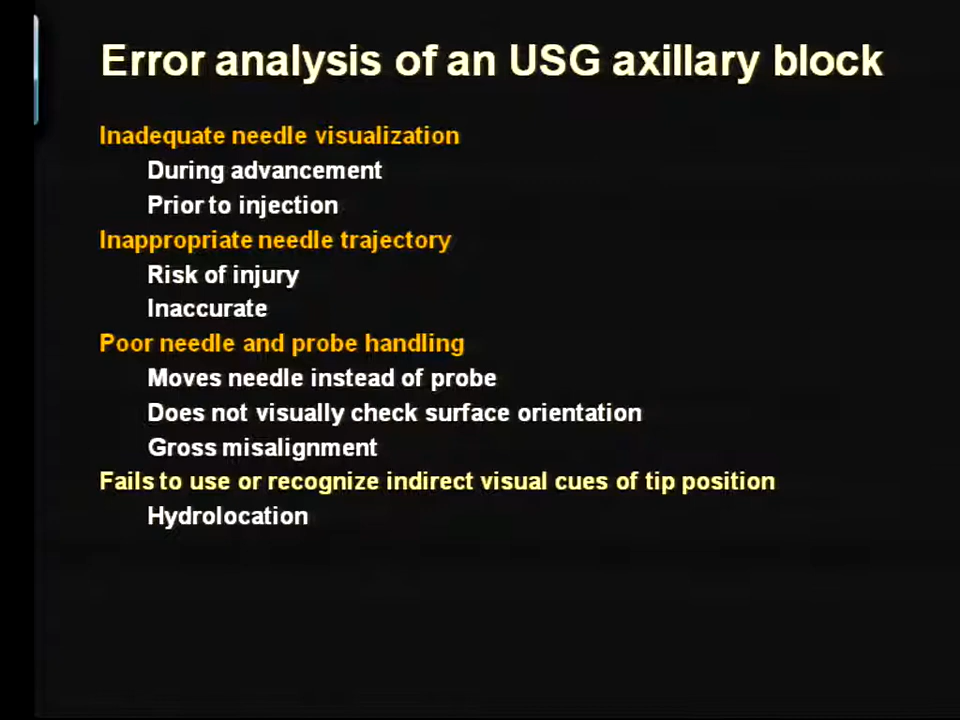 Error analysis of an USG axillary block
Inadequate needle visualization
During advancement
Prior to injection
Inappropriate needle trajectory
Risk of injury
Inaccurate
Poor needle and probe handling
Moves needle instead of probe
Does not visually check surface orientation
Gross misalignment
Fails to use or recognize indirect visual cues of tip position
Hydrolocation